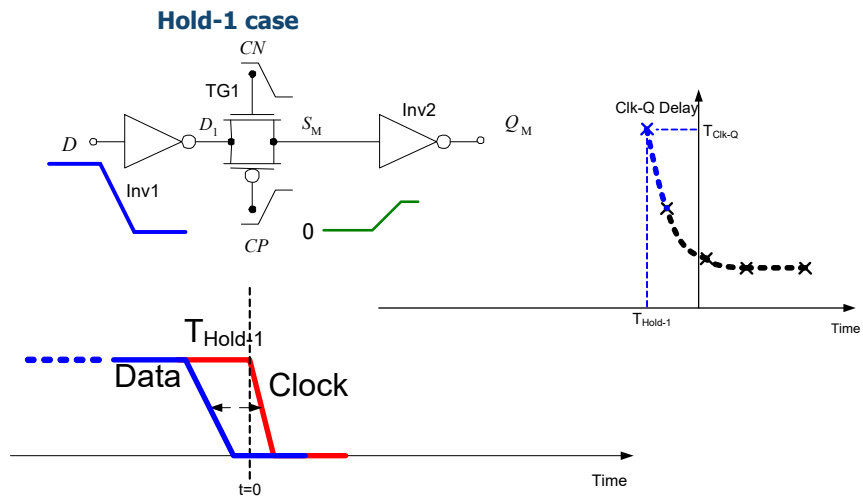 Hold-1 case
CN
TG1
D
Inv1
D1
SM
Inv2
QM
CP
0
Clk-Q Delay
TClk-Q
THold-1
Time
THold-1
Data
Clock
Time
t=0